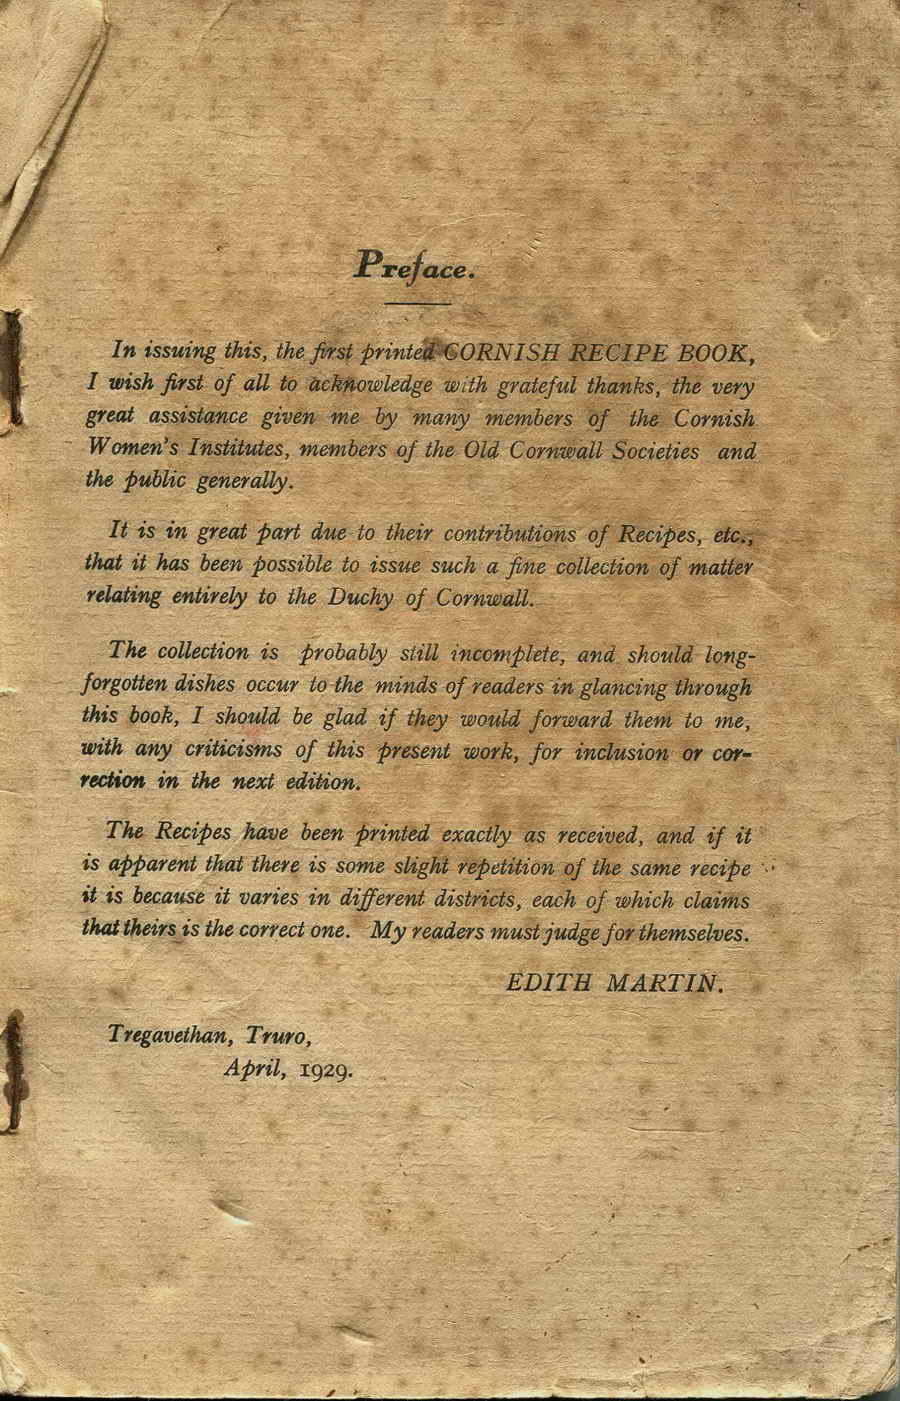 Preface.
In issuing this, the first printed CORNISH RECIPE BOOK,
I wish first of all to acknowledge with grateful thanks, the very
great assistance given me by many members of the Cornish
Women's Institutes, members of the Old Cornwall Societies and
the public generally.
It is in great part due to their contributions of Recipes, etc.,
that it has been possible to issue such a fine collection of matter
relating entirely to the Duchy of Cornwall.
The collection is probably still incomplete, and should long-
forgotten dishes occur to the minds of readers in glancing through
this book, I should be glad if they would forward them to me,
with any criticisms of this present work, for inclusion or cor-
rection in the next edition.
The Recipes have been printed exactly as received, and if it
is apparent that there is some slight repetition of the same recipe
it is because it varies in different districts, each of which claims
that theirs is the correct one. My readers must judge for themselves.
EDITH MARTIN.
Tregavethan, Truro,
April, 1929.